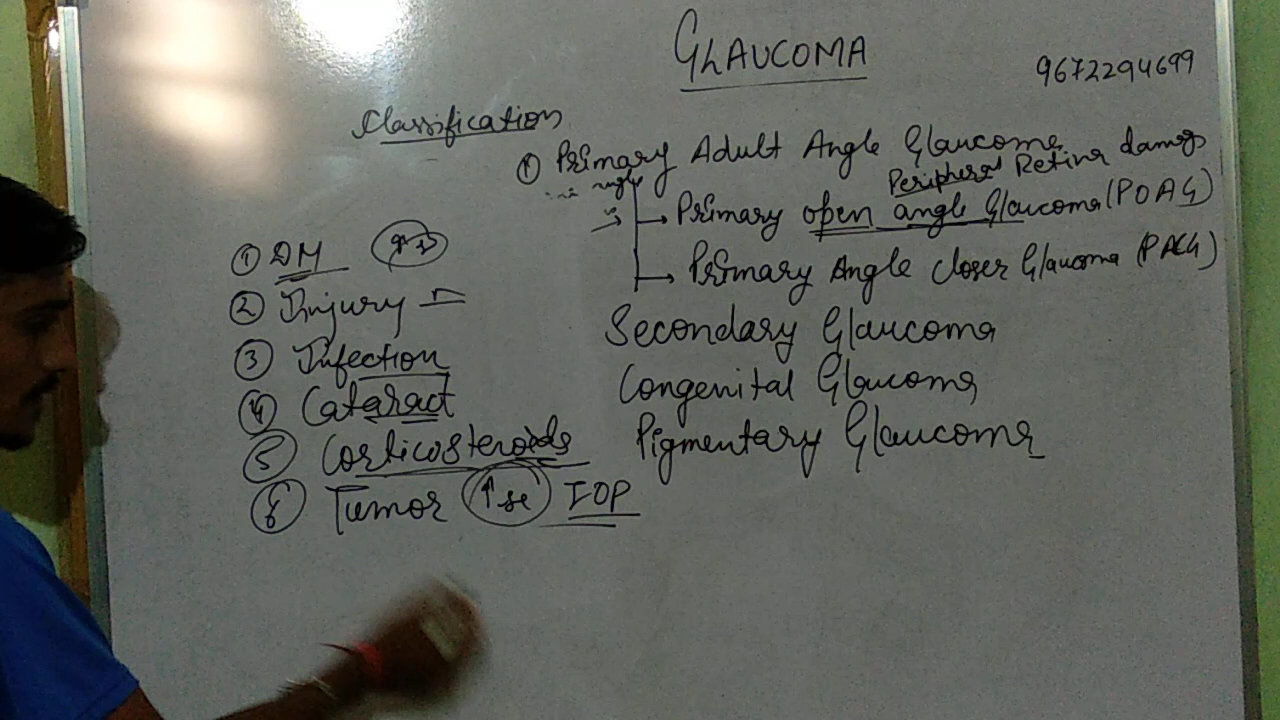 GLAUCOMA
9672294699
Classification
① Primary Adult Angle Glaucoma
Peripheral Retina damage
→ Primary open angle Glaucoma (POAG)
→ Primary Angle closer Glaucoma (PACG)
Secondary Glaucoma
Congenital Glaucoma
Pigmentary Glaucoma
① DM
② Injury
③ Infection
④ Cataract
⑤ Corticosteroids
⑥ Tumor ↑se IOP